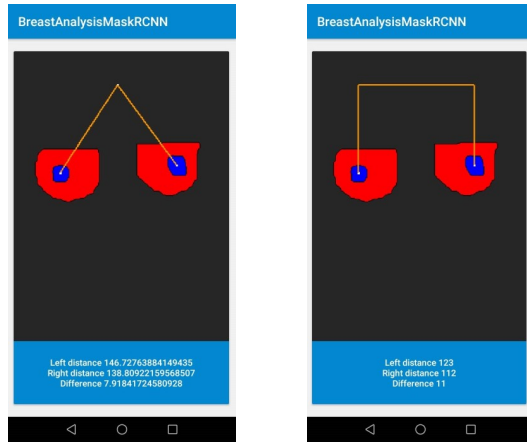 BreastAnalysisMaskRCNN
Left distance 146.72763884149435
Right distance 138.80922159568507
Difference 7.91841724580928
BreastAnalysisMaskRCNN
Left distance 123
Right distance 112
Difference 11